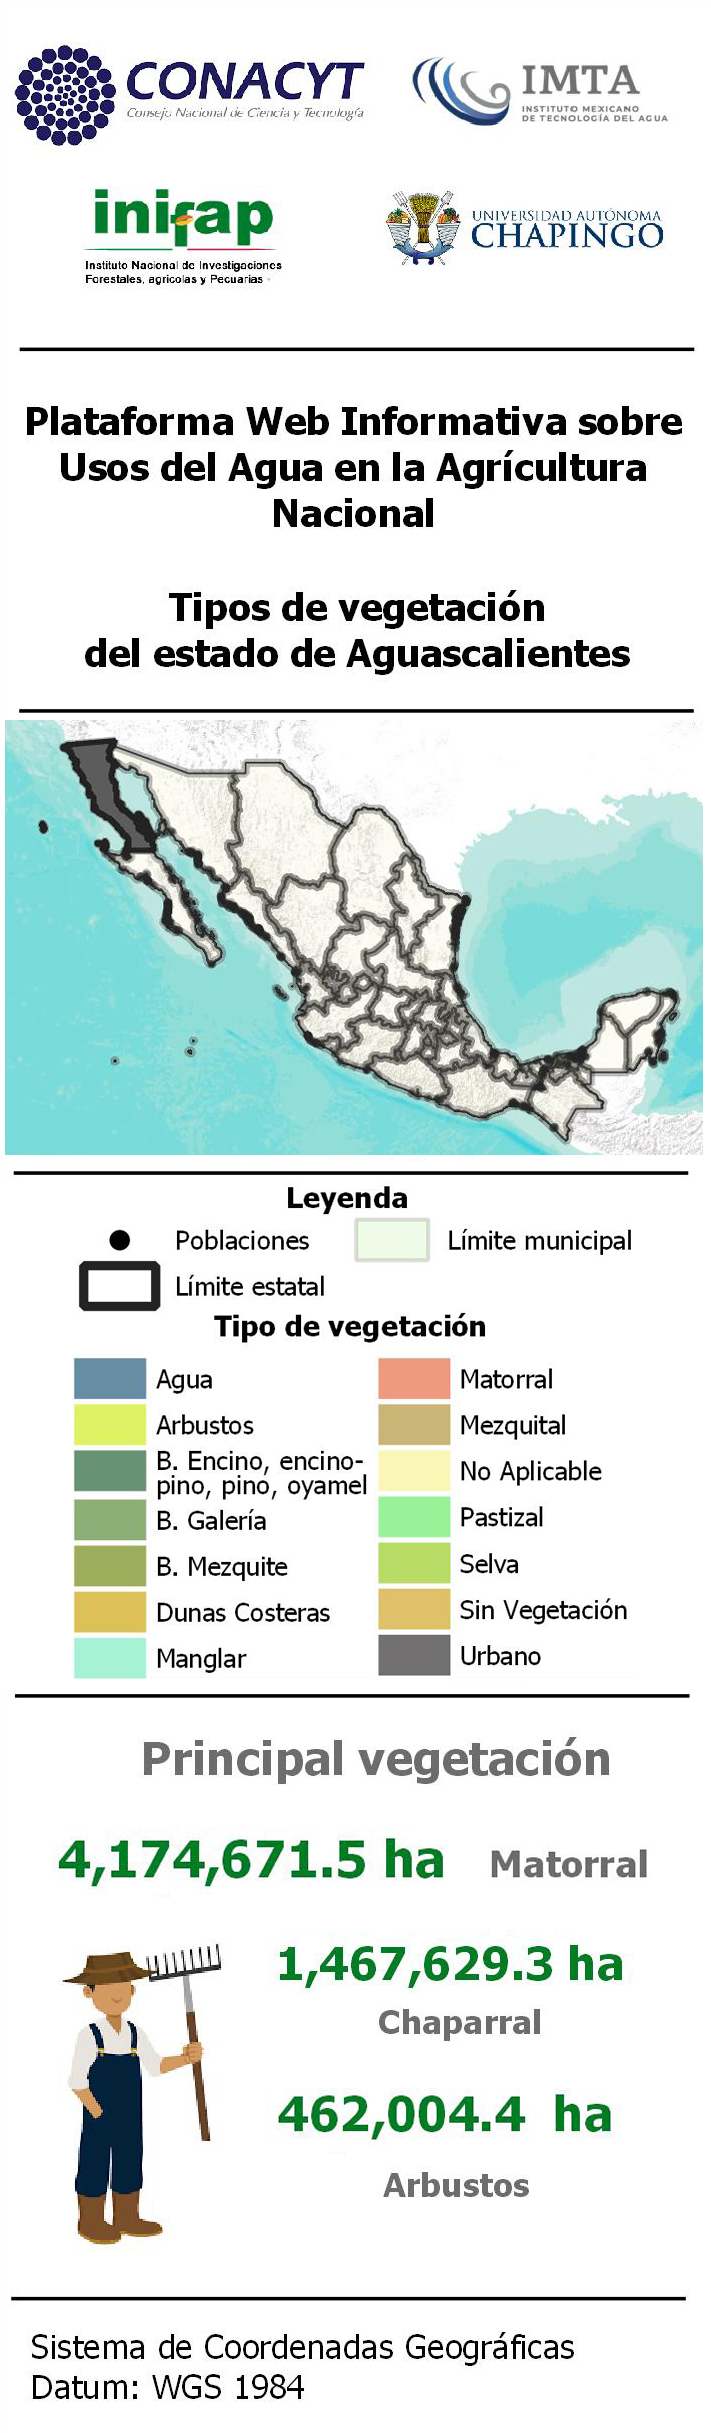 CONACYT
Consejo Nacional de Ciencia y Tecnología
IMTA
INSTITUTO MEXICANO
DE TECNOLOGÍA DEL AGUA
inifap
Instituto Nacional de Investigaciones
Forestales, agricolas y Pecuarias
UNIVERSIDAD AUTÓNOMA
CHAPINGO
Plataforma Web Informativa sobre
Usos del Agua en la Agrícultura
Nacional
Tipos de vegetación
del estado de Aguascalientes
Leyenda
Poblaciones
Límite municipal
Límite estatal
Tipo de vegetación
Agua
Arbustos
B. Encino, encino-
pino, pino, oyamel
B. Galería
B. Mezquite
Dunas Costeras
Manglar
Matorral
Mezquital
No Aplicable
Pastizal
Selva
Sin Vegetación
Urbano
Principal vegetación
4,174,671.5 ha Matorral
1,467,629.3 ha
Chaparral
462,004.4 ha
Arbustos
Sistema de Coordenadas Geográficas
Datum: WGS 1984